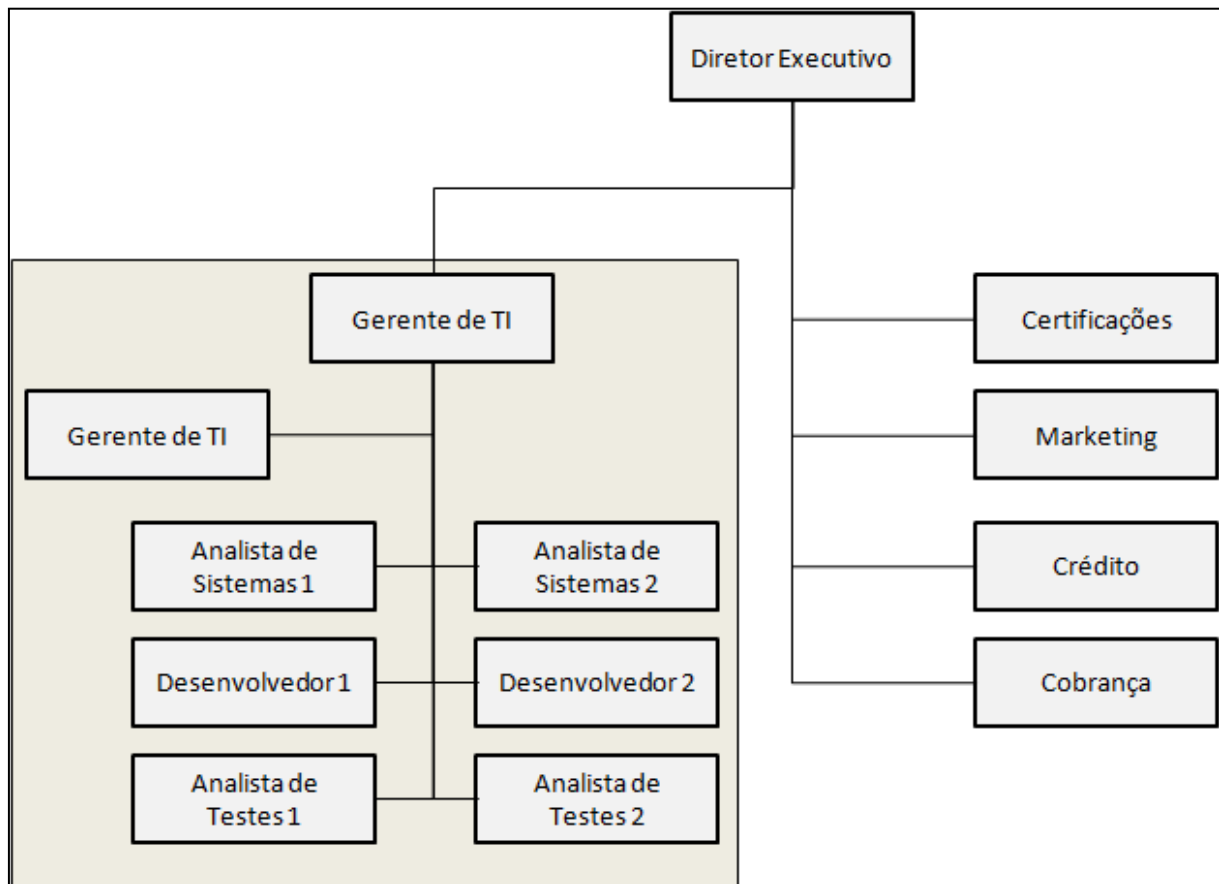 Diretor Executivo
Gerente de TI
Certificações
Gerente de TI
Marketing
Analista de
Sistemas 1
Analista de
Sistemas 2
Crédito
Desenvolvedor 1
Desenvolvedor 2
Cobrança
Analista de
Testes 1
Analista de
Testes 2